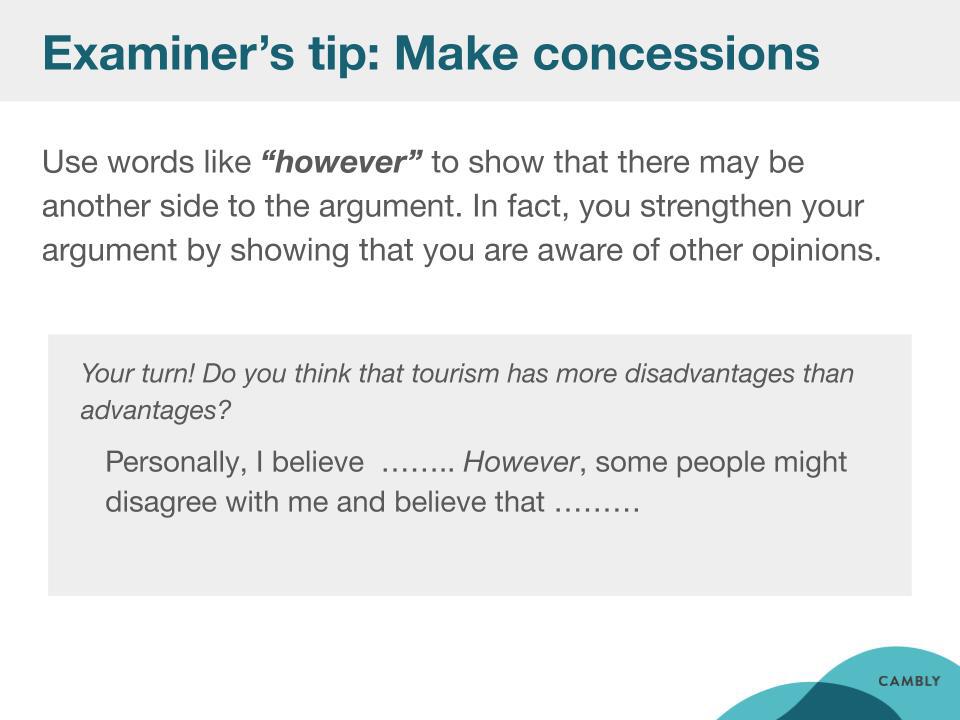 Examiner’s tip: Make concessions
Use words like “however” to show that there may be
another side to the argument. In fact, you strengthen your
argument by showing that you are aware of other opinions.
Your turn! Do you think that tourism has more disadvantages than
advantages?
Personally, I believe  …….. However, some people might
disagree with me and believe that ………
CAMBLY